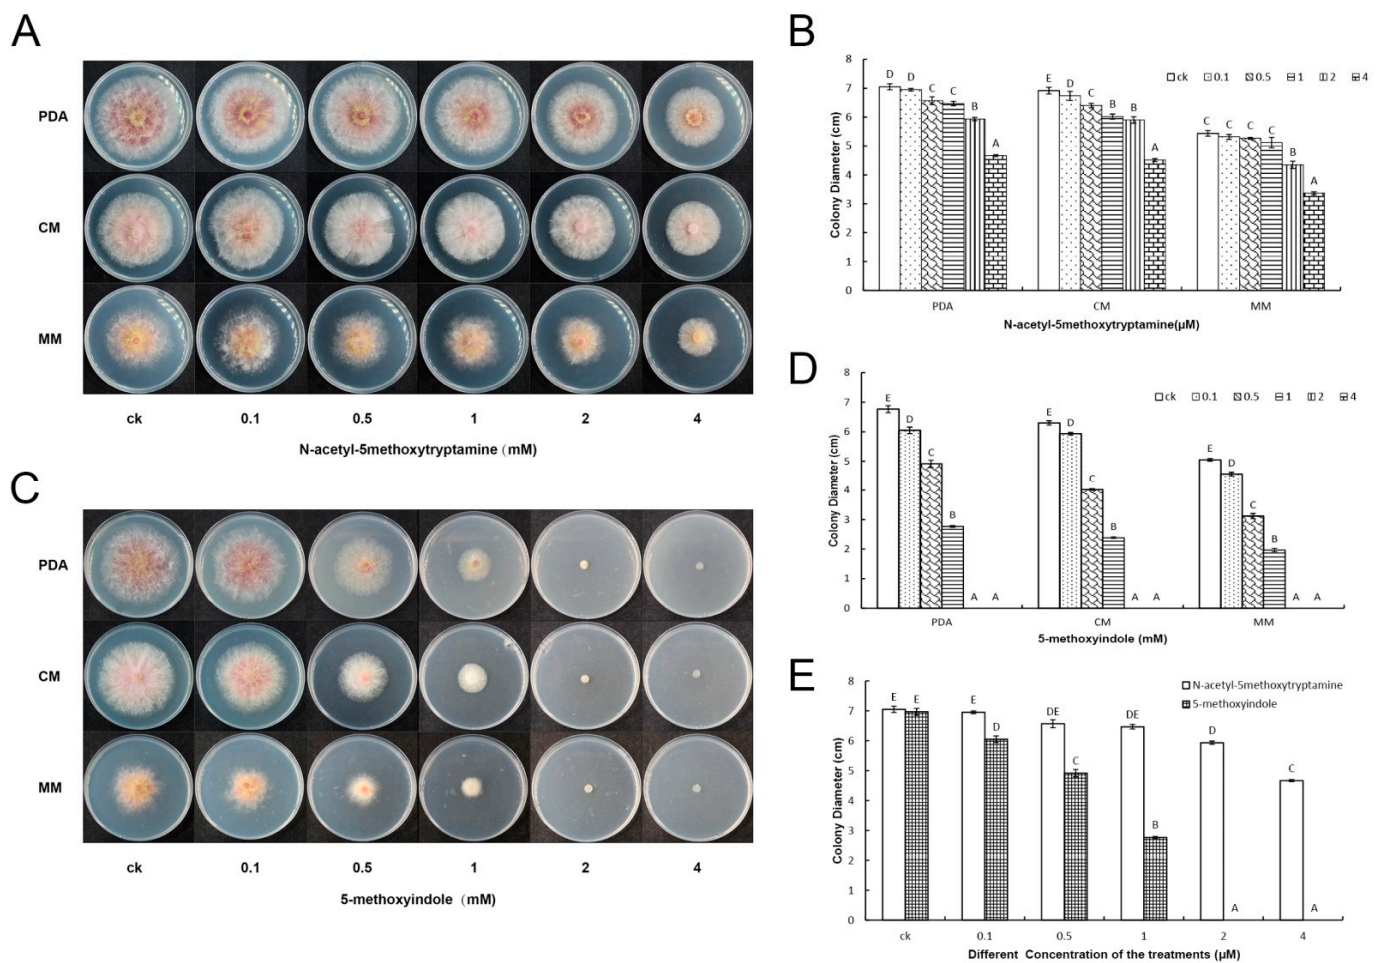 A
PDA
CM
MM
ck 0.1 0.5 1 2 4
N-acetyl-5methoxytryptamine (mM)
B
8
7
6
5
4
3
2
1
0
Colony Diameter (cm)
ck 0.1 0.5 1 2 4
D D C C B A
E D C B B A
C C C C B A
PDA CM MM
N-acetyl-5methoxytryptamine(μM)
C
PDA
CM
MM
ck 0.1 0.5 1 2 4
5-methoxyindole (mM)
D
8
7
6
5
4
3
2
1
0
Colony Diameter (cm)
ck 0.1 0.5 1 2 4
E D C B A A
E D C B A A
E D C B A A
PDA CM MM
5-methoxyindole (mM)
E
8
7
6
5
4
3
2
1
0
Colony Diameter (cm)
N-acetyl-5methoxytryptamine
5-methoxyindole
E E E D DE C DE B D A C A
ck 0.1 0.5 1 2 4
Different Concentration of the treatments (μM)